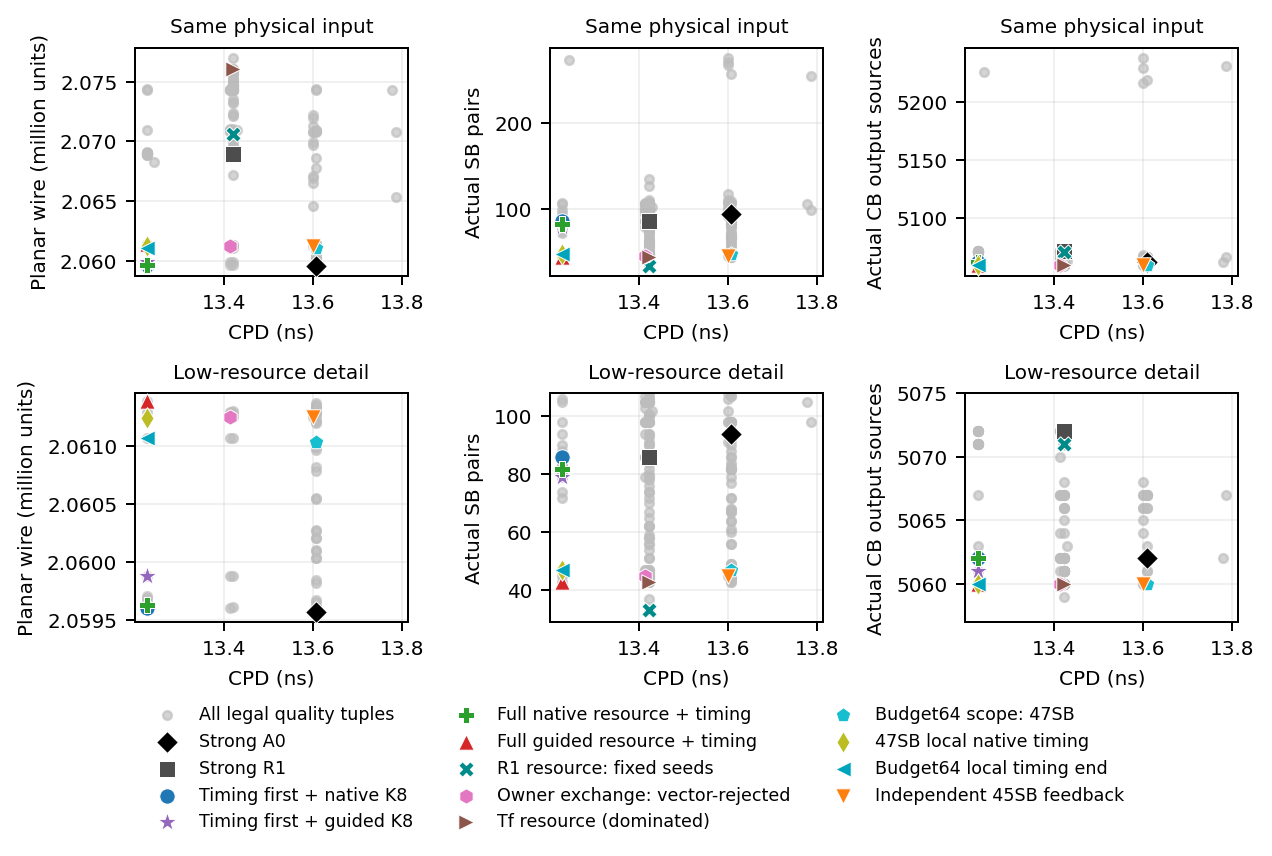 Same physical input
Same physical input
Same physical input
Planar wire (million units)
2.075
2.070
2.065
2.060
13.4
13.6
13.8
CPD (ns)
Actual SB pairs
200
100
13.4
13.6
13.8
CPD (ns)
Actual CB output sources
5200
5150
5100
13.4
13.6
13.8
CPD (ns)
Low-resource detail
Low-resource detail
Low-resource detail
Planar wire (million units)
2.0610
2.0605
2.0600
2.0595
13.4
13.6
13.8
CPD (ns)
Actual SB pairs
100
80
60
40
13.4
13.6
13.8
CPD (ns)
Actual CB output sources
5075
5070
5065
5060
13.4
13.6
13.8
CPD (ns)
All legal quality tuples
Strong A0
Strong R1
Timing first + native K8
Timing first + guided K8
Full native resource + timing
Full guided resource + timing
R1 resource: fixed seeds
Owner exchange: vector-rejected
Tf resource (dominated)
Budget64 scope: 47SB
47SB local native timing
Budget64 local timing end
Independent 45SB feedback